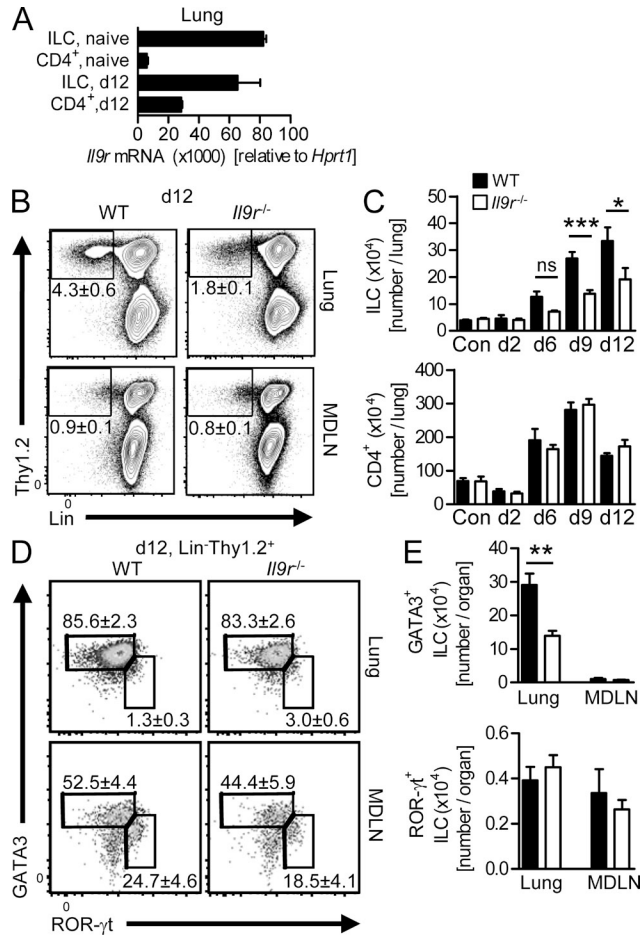 A
Lung
ILC, naive
CD4⁺, naive
ILC, d12
CD4⁺,d12
0 20 40 60 80 100
Il9r mRNA (x1000) [relative to Hprt1]
B
d12
WT Il9r⁻/⁻
4.3±0.6 1.8±0.1
Lung
0.9±0.1 0.8±0.1
MDLN
Thy1.2
0
0
Lin
C
WT
Il9r⁻/⁻
ILC (x10⁴)
[number / lung]
50
40
30
20
10
0
ns
***
*
Con d2 d6 d9 d12
CD4⁺ (x10⁴)
[number / lung]
400
300
200
100
0
Con d2 d6 d9 d12
D
d12, Lin⁻Thy1.2⁺
WT Il9r⁻/⁻
85.6±2.3 83.3±2.6
1.3±0.3 3.0±0.6
Lung
52.5±4.4 44.4±5.9
24.7±4.6 18.5±4.1
MDLN
GATA3
0
0
ROR-γt
E
GATA3⁺
ILC (x10⁴)
[number / organ]
40
30
20
10
0
**
Lung MDLN
ROR-γt⁺
ILC (x10⁴)
[number / organ]
0.6
0.4
0.2
0
Lung MDLN